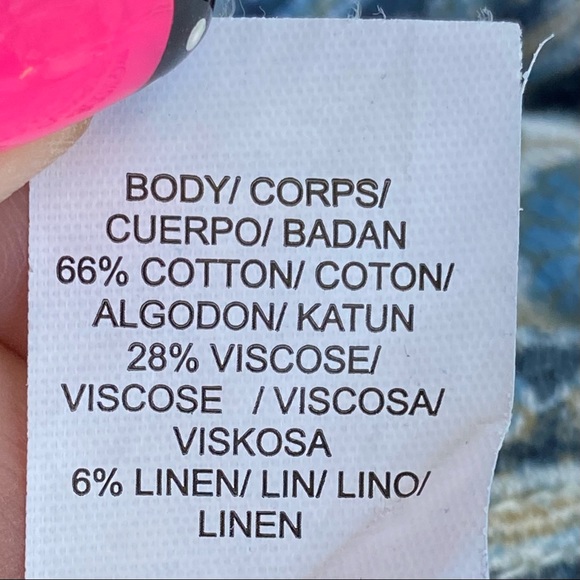 BODY/ CORPS/
CUERPO/ BADAN
66% COTTON/ COTON/
ALGODON/ KATUN
28% VISCOSE/
VISCOSE / VISCOSA/
VISKOSA
6% LINEN/ LIN/ LINO/
LINEN